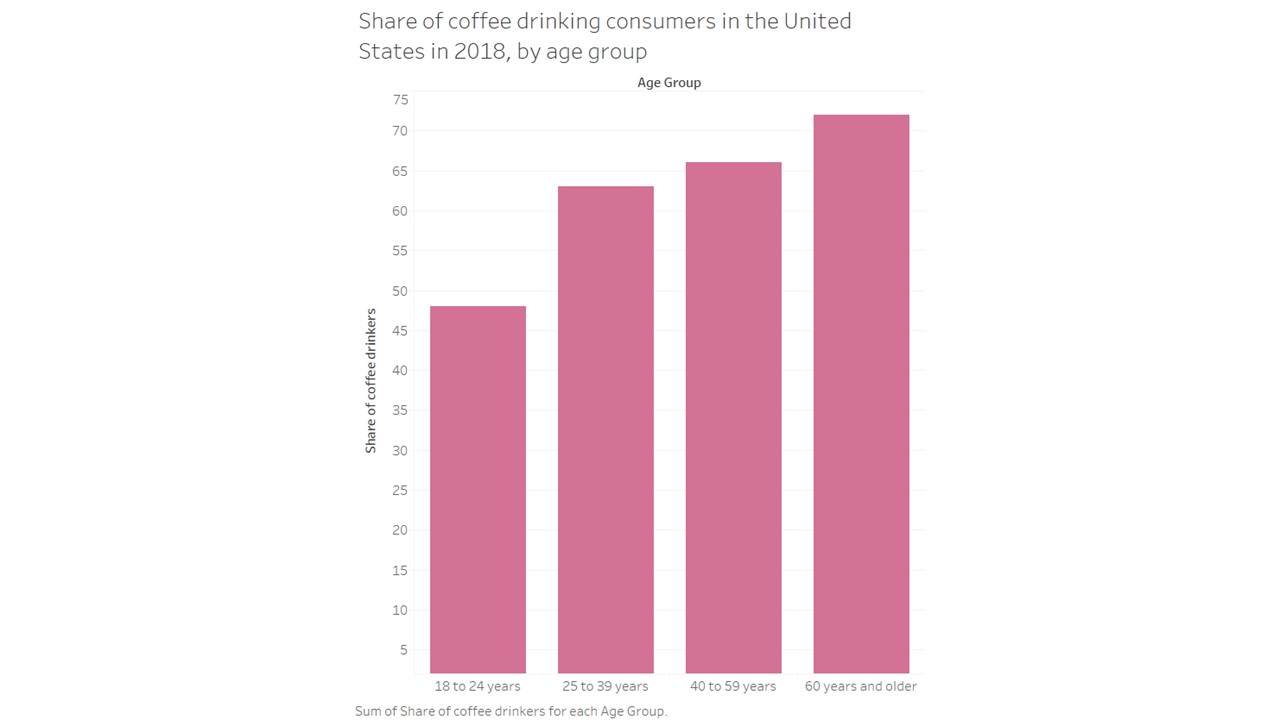 Share of coffee drinking consumers in the United
States in 2018, by age group
Age Group
75
70
65
60
55
50
45
40
35
30
25
20
15
10
5
Share of coffee drinkers
18 to 24 years
25 to 39 years
40 to 59 years
60 years and older
Sum of Share of coffee drinkers for each Age Group.